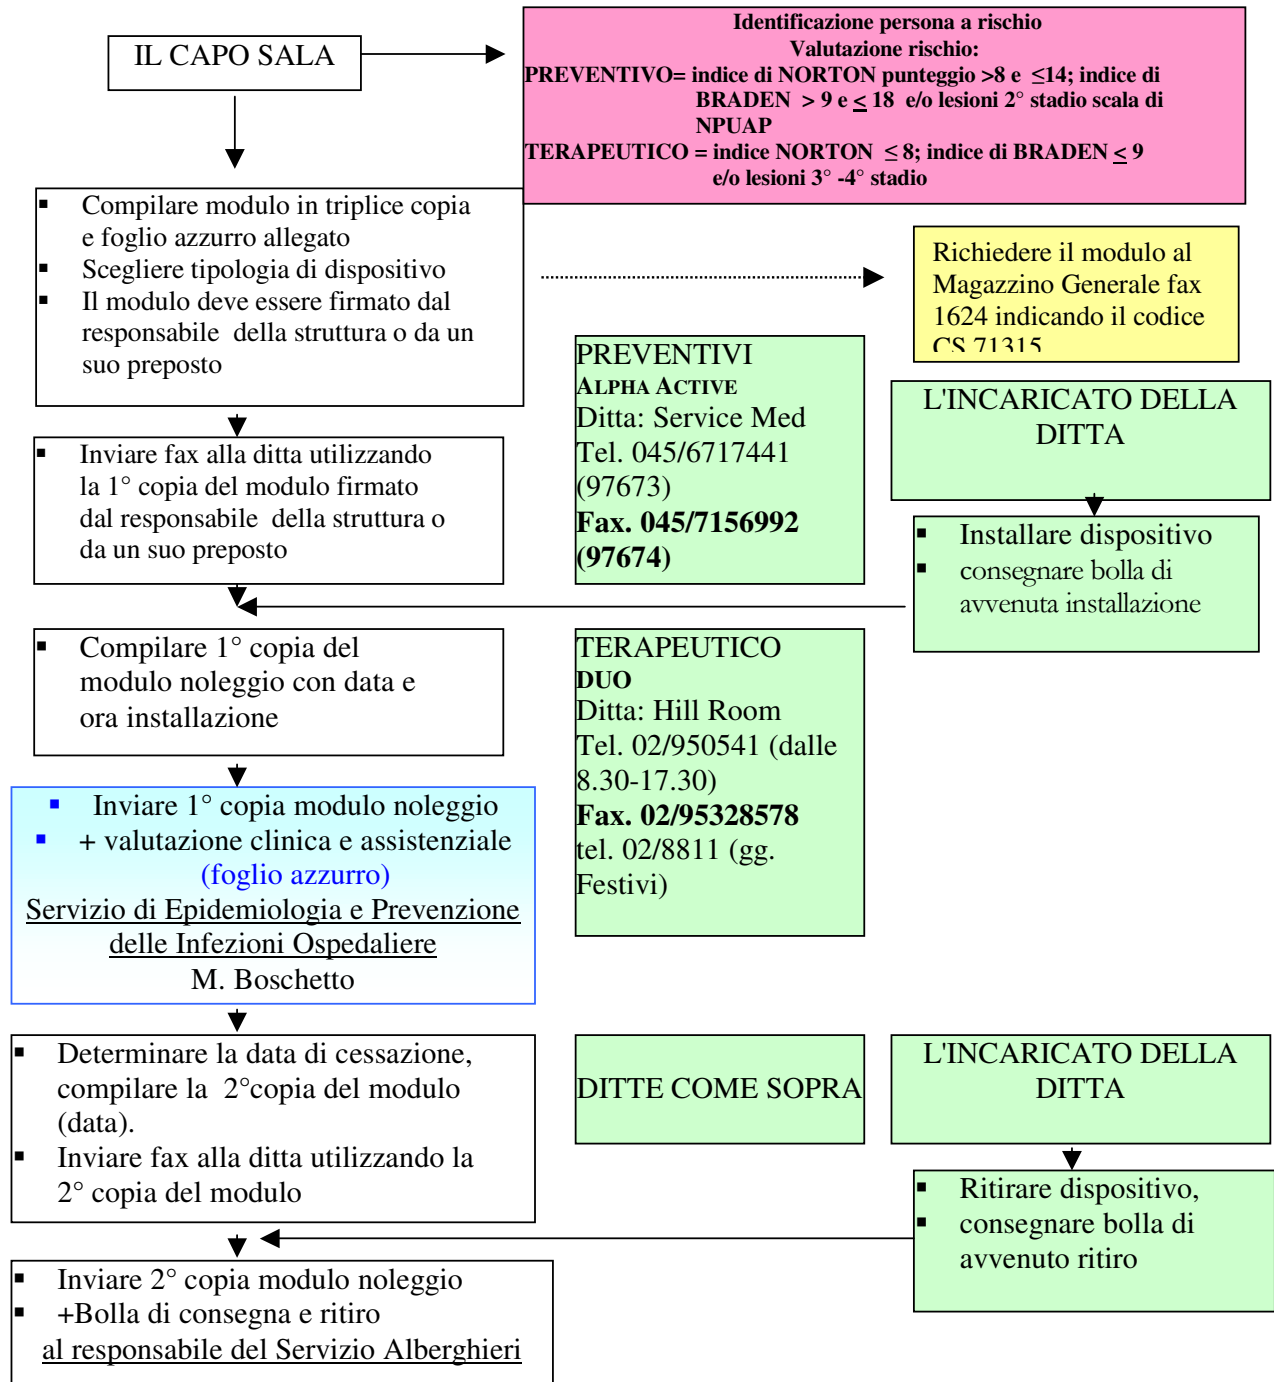 IL CAPO SALA
Identificazione persona a rischio
Valutazione rischio:
PREVENTIVO= indice di NORTON punteggio >8 e ≤14; indice di
BRADEN > 9 e < 18 e/o lesioni 2° stadio scala di
NPUAP
TERAPEUTICO = indice NORTON ≤ 8; indice di BRADEN < 9
e/o lesioni 3° -4° stadio
▪ Compilare modulo in triplice copia
e foglio azzurro allegato
▪ Scegliere tipologia di dispositivo
▪ Il modulo deve essere firmato dal
responsabile della struttura o da un
suo preposto
Richiedere il modulo al
Magazzino Generale fax
1624 indicando il codice
CS 71315
PREVENTIVI
ALPHA ACTIVE
Ditta: Service Med
Tel. 045/6717441
(97673)
Fax. 045/7156992
(97674)
L'INCARICATO DELLA
DITTA
▪ Inviare fax alla ditta utilizzando
la 1° copia del modulo firmato
dal responsabile della struttura o
da un suo preposto
▪ Installare dispositivo
▪ consegnare bolla di
avvenuta installazione
▪ Compilare 1° copia del
modulo noleggio con data e
ora installazione
TERAPEUTICO
DUO
Ditta: Hill Room
Tel. 02/950541 (dalle
8.30-17.30)
Fax. 02/95328578
tel. 02/8811 (gg.
Festivi)
▪ Inviare 1° copia modulo noleggio
▪ + valutazione clinica e assistenziale
(foglio azzurro)
Servizio di Epidemiologia e Prevenzione
delle Infezioni Ospedaliere
M. Boschetto
▪ Determinare la data di cessazione,
compilare la 2°copia del modulo
(data).
▪ Inviare fax alla ditta utilizzando la
2° copia del modulo
DITTE COME SOPRA
L'INCARICATO DELLA
DITTA
▪ Ritirare dispositivo,
▪ consegnare bolla di
avvenuto ritiro
▪ Inviare 2° copia modulo noleggio
▪ +Bolla di consegna e ritiro
al responsabile del Servizio Alberghieri